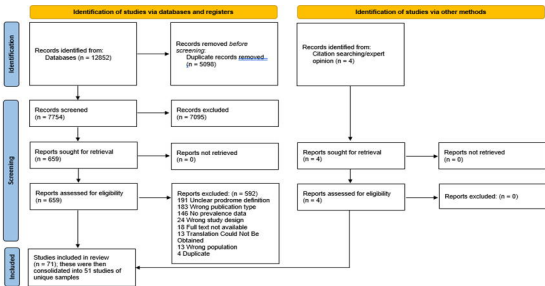 Identification of studies via databases and registers
Identification of studies via other methods
Identification
Records identified from:
Databases (n = 12852)
Records removed before
screening:
Duplicate records removed..
(n = 5098)
Records identified from:
Citation searching/expert
opinion (n = 4)
Screening
Records screened
(n = 7754)
Records excluded
(n = 7095)
Reports sought for retrieval
(n = 659)
Reports not retrieved
(n = 0)
Reports sought for retrieval
(n = 4)
Reports not retrieved
(n = 0)
Reports assessed for eligibility
(n = 659)
Reports excluded: (n = 592)
191 Unclear prodrome definition
183 Wrong publication type
146 No prevalence data
24 Wrong study design
18 Full text not available
13 Translation Could Not Be
Obtained
13 Wrong population
4 Duplicate
Reports assessed for eligibility
(n = 4)
Reports excluded: (n = 0)
Included
Studies included in review
(n = 71); these were then
consolidated into 51 studies of
unique samples